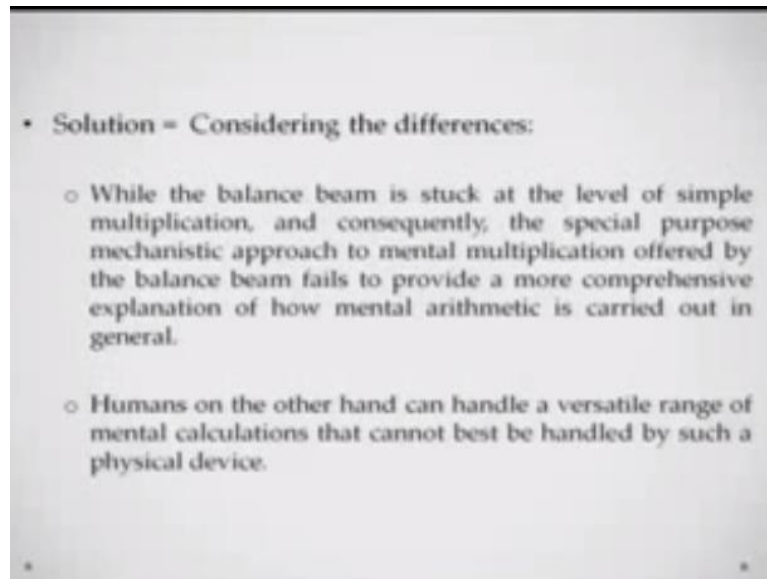 • Solution = Considering the differences:
o While the balance beam is stuck at the level of simple
multiplication, and consequently, the special purpose
mechanistic approach to mental multiplication offered by
the balance beam fails to provide a more comprehensive
explanation of how mental arithmetic is carried out in
general.
o Humans on the other hand can handle a versatile range of
mental calculations that cannot best be handled by such a
physical device.